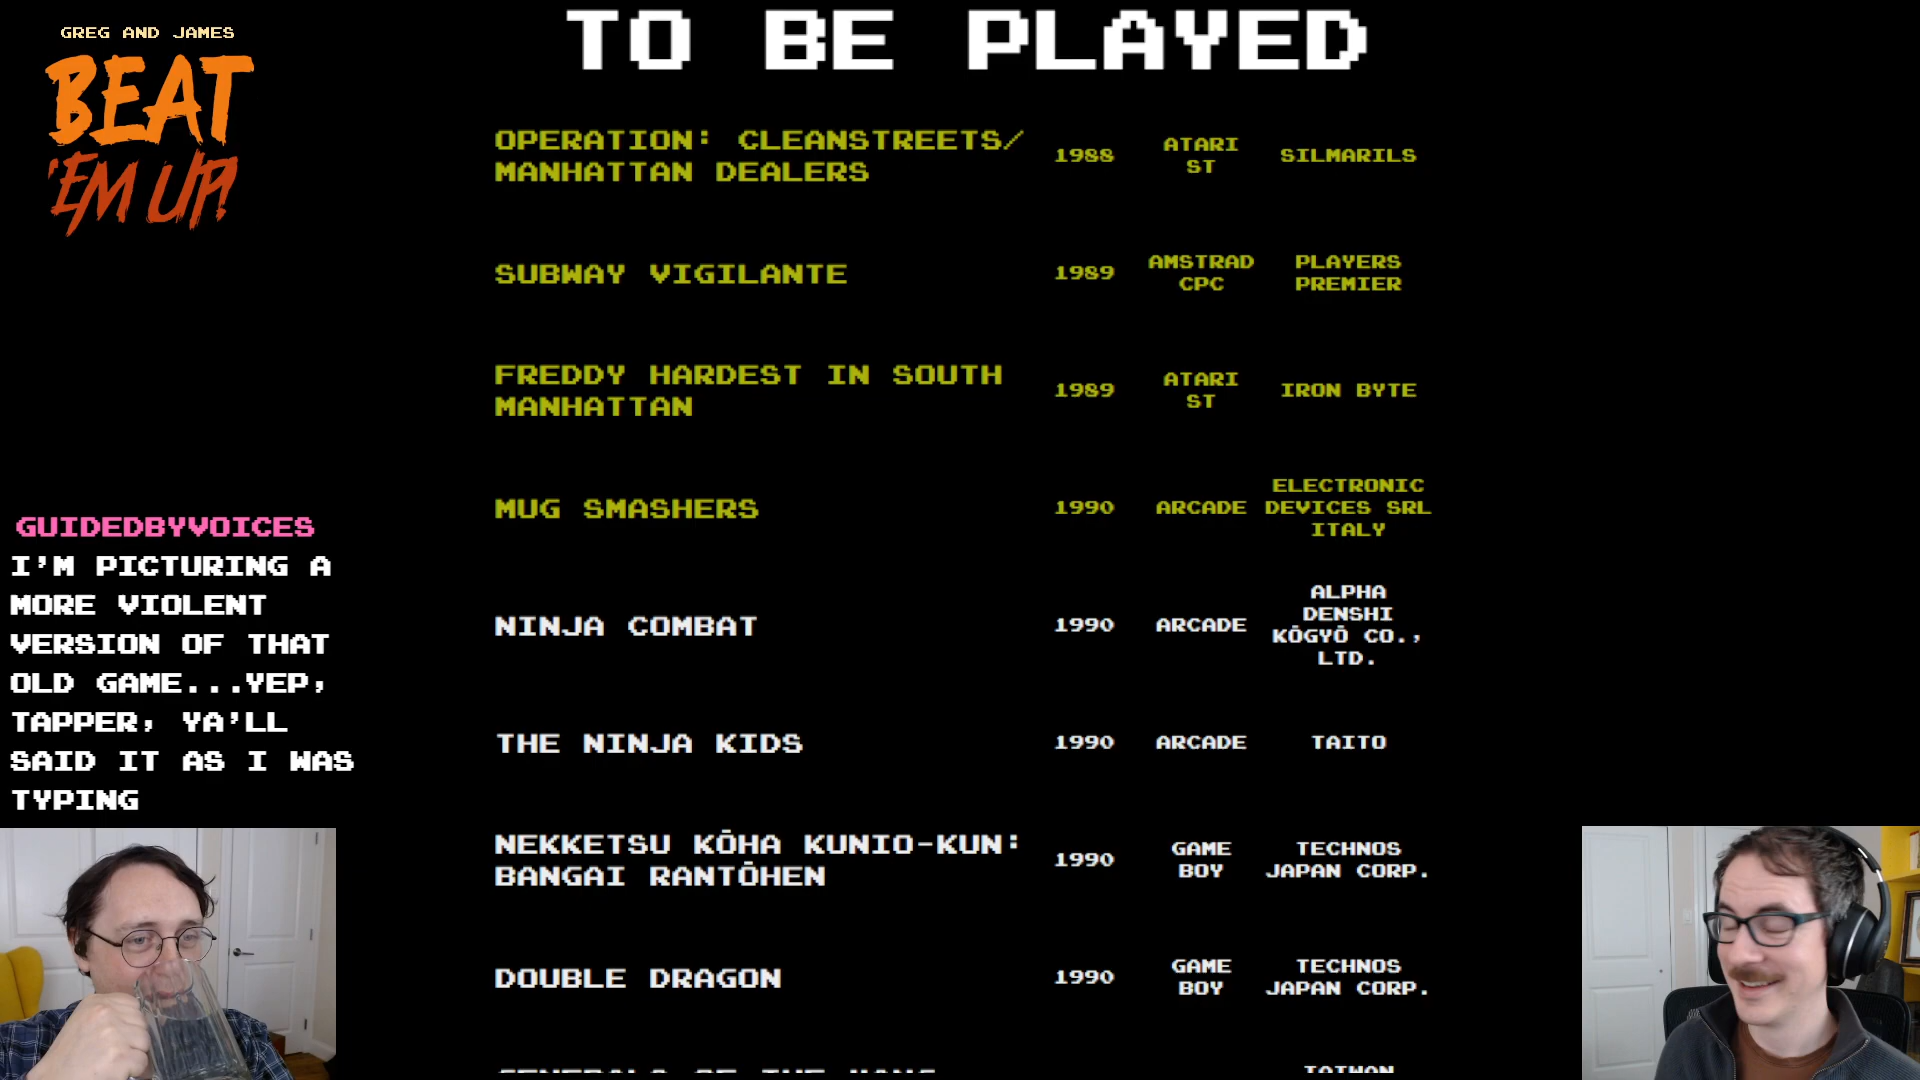 GREG AND JAMES
BEAT
'EM UP!
TO BE PLAYED
OPERATION: CLEANSTREETS/
MANHATTAN DEALERS
1988
ATARI
ST
SILMARILS
SUBWAY VIGILANTE
1989
AMSTRAD
CPC
PLAYERS
PREMIER
FREDDY HARDEST IN SOUTH
MANHATTAN
1989
ATARI
ST
IRON BYTE
MUG SMASHERS
1990
ARCADE
ELECTRONIC
DEVICES SRL
ITALY
NINJA COMBAT
1990
ARCADE
ALPHA
DENSHI
KŌGYŌ CO.,
LTD.
THE NINJA KIDS
1990
ARCADE
TAITO
NEKKETSU KŌHA KUNIO-KUN:
BANGAI RANTŌHEN
1990
GAME
BOY
TECHNOS
JAPAN CORP.
DOUBLE DRAGON
1990
GAME
BOY
TECHNOS
JAPAN CORP.
TAIWAN
GUIDEDBYVOICES
I'M PICTURING A
MORE VIOLENT
VERSION OF THAT
OLD GAME...YEP,
TAPPER, YA'LL
SAID IT AS I WAS
TYPING